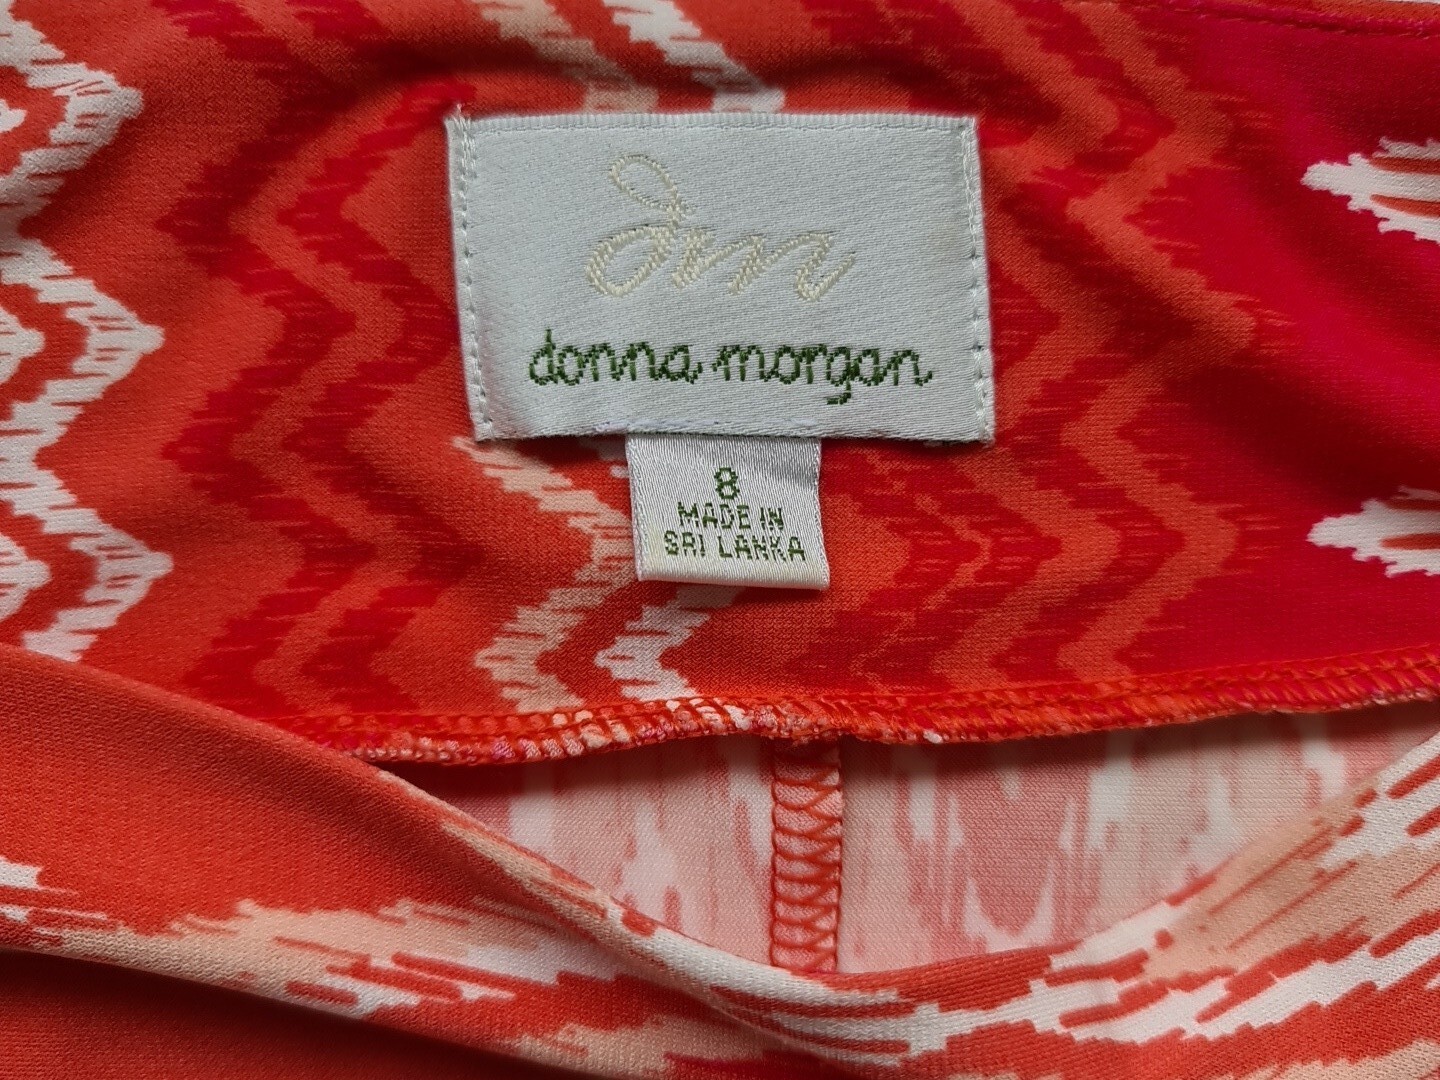 dm
donna morgan
8
MADE IN
SRI LANKA